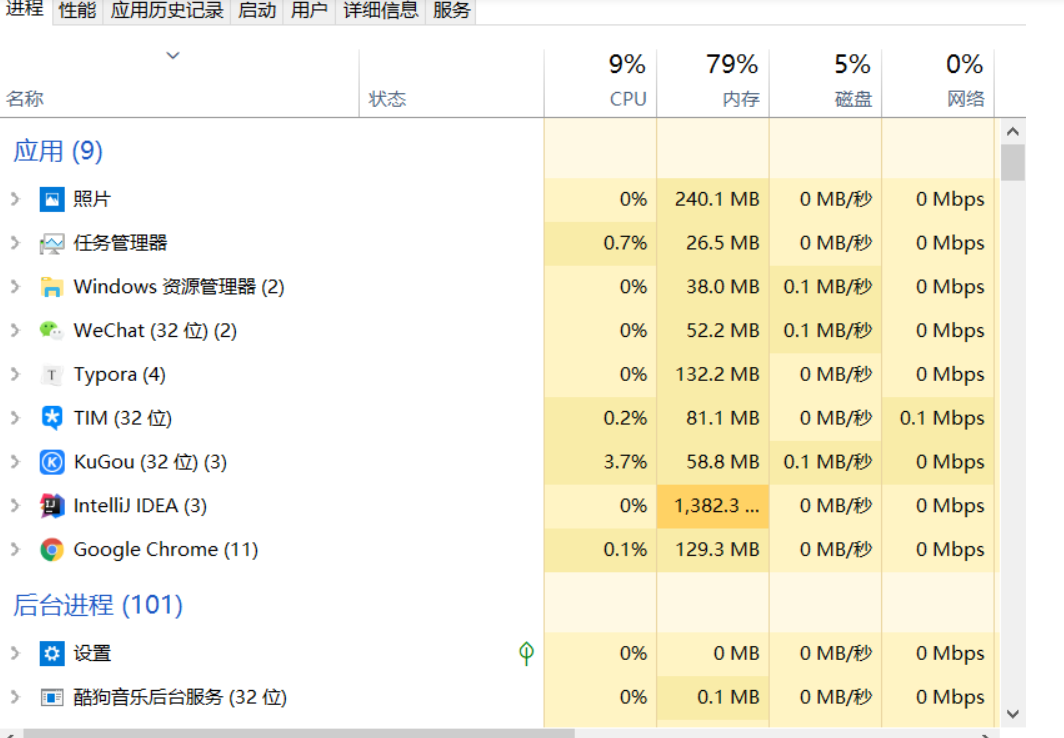 进程 性能 应用历史记录 启动 用户 详细信息 服务
9% 79% 5% 0%
名称 状态 CPU 内存 磁盘 网络
应用 (9)
照片 0% 240.1 MB 0 MB/秒 0 Mbps
任务管理器 0.7% 26.5 MB 0 MB/秒 0 Mbps
Windows 资源管理器 (2) 0% 38.0 MB 0.1 MB/秒 0 Mbps
WeChat (32 位) (2) 0% 52.2 MB 0.1 MB/秒 0 Mbps
Typora (4) 0% 132.2 MB 0 MB/秒 0 Mbps
TIM (32 位) 0.2% 81.1 MB 0 MB/秒 0.1 Mbps
KuGou (32 位) (3) 3.7% 58.8 MB 0.1 MB/秒 0 Mbps
IntelliJ IDEA (3) 0% 1,382.3 ... 0 MB/秒 0 Mbps
Google Chrome (11) 0.1% 129.3 MB 0 MB/秒 0 Mbps
后台进程 (101)
设置 0% 0 MB 0 MB/秒 0 Mbps
酷狗音乐后台服务 (32 位) 0% 0.1 MB 0 MB/秒 0 Mbps